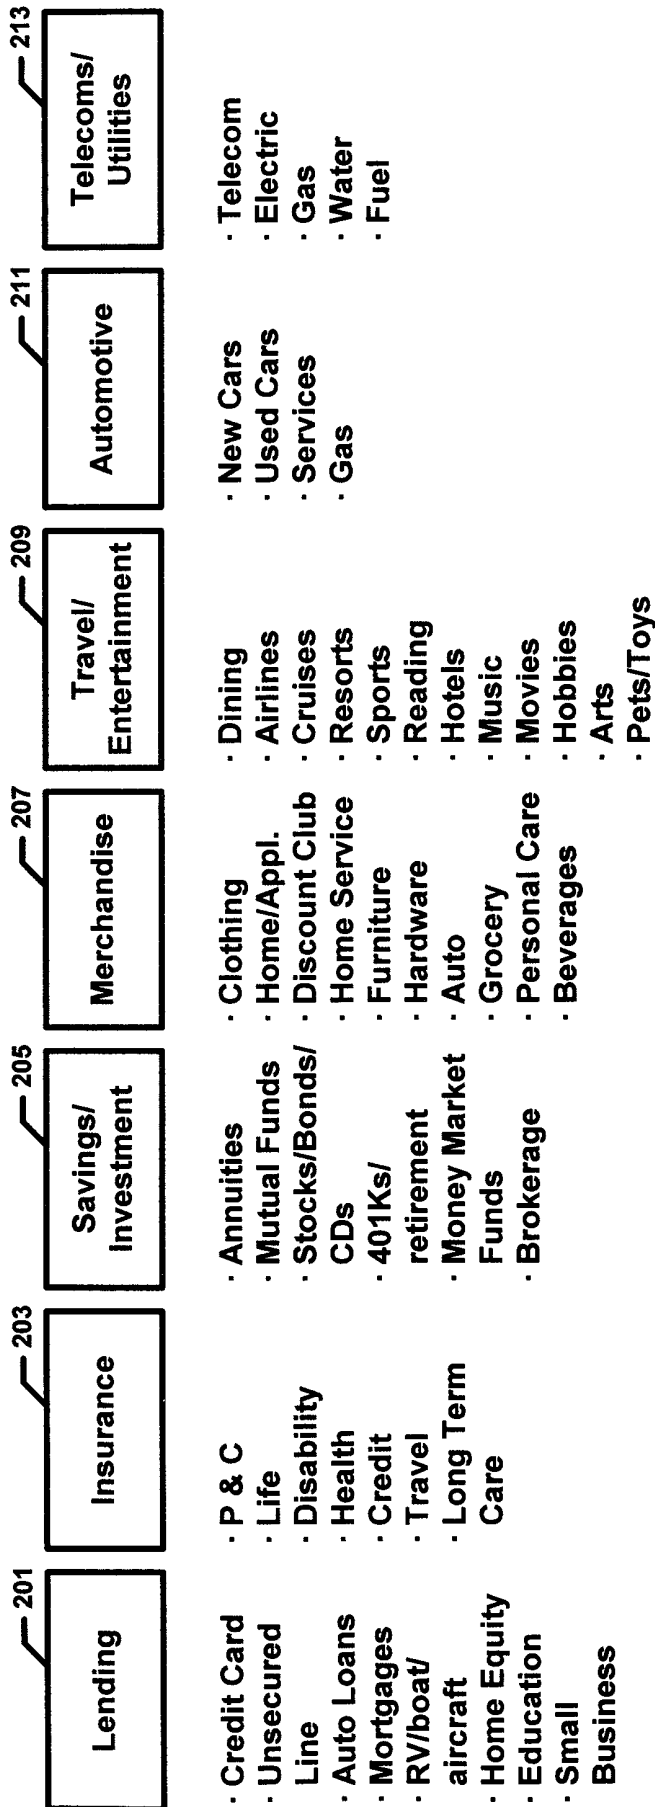 201
Lending
· Credit Card
· Unsecured
Line
· Auto Loans
· Mortgages
· RV/boat/
aircraft
· Home Equity
· Education
· Small
Business
203
Insurance
· P & C
· Life
· Disability
· Health
· Credit
· Travel
· Long Term
Care
205
Savings/
Investment
· Annuities
· Mutual Funds
· Stocks/Bonds/
CDs
· 401Ks/
retirement
· Money Market
Funds
· Brokerage
207
Merchandise
· Clothing
· Home/Appl.
· Discount Club
· Home Service
· Furniture
· Hardware
· Auto
· Grocery
· Personal Care
· Beverages
209
Travel/
Entertainment
· Dining
· Airlines
· Cruises
· Resorts
· Sports
· Reading
· Hotels
· Music
· Movies
· Hobbies
· Arts
· Pets/Toys
211
Automotive
· New Cars
· Used Cars
· Services
· Gas
213
Telecoms/
Utilities
· Telecom
· Electric
· Gas
· Water
· Fuel